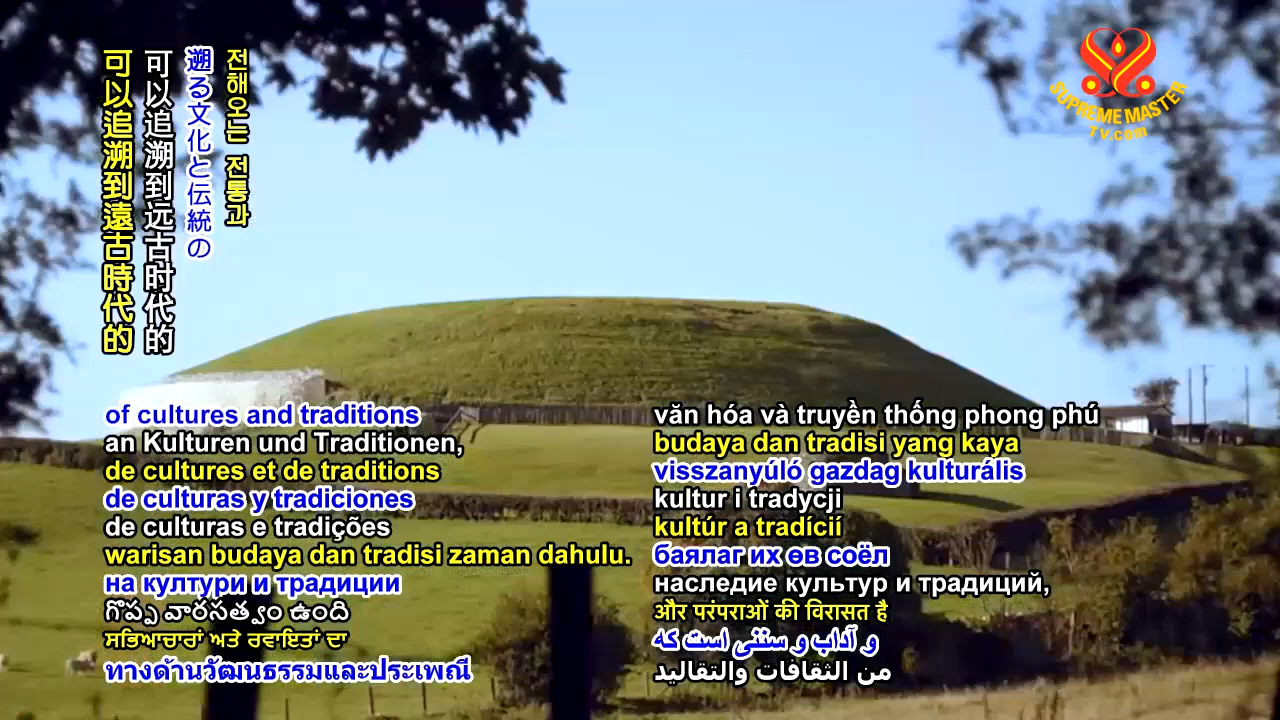 전해오는 전통과
遡る文化と伝統の
可以追溯到远古时代的
可以追溯到遠古時代的
SUPREME MASTER
TV.com
of cultures and traditions
an Kulturen und Traditionen,
de cultures et de traditions
de culturas y tradiciones
de culturas e tradições
warisan budaya dan tradisi zaman dahulu.
на култури и традиции
గొప్ప వారసత్వం ఉంది
ਸਭਿਆਚਾਰਾਂ ਅਤੇ ਰਵਾਇਤਾਂ ਦਾ
ทางด้านวัฒนธรรมและประเพณี
văn hóa và truyền thống phong phú
budaya dan tradisi yang kaya
visszanyúló gazdag kulturális
kultur i tradycji
kultúr a tradícií
баялаг их өв соёл
наследие культур и традиций,
और परंपराओं की विरासत है
و آداب و سننی است که
من الثقافات والتقاليد